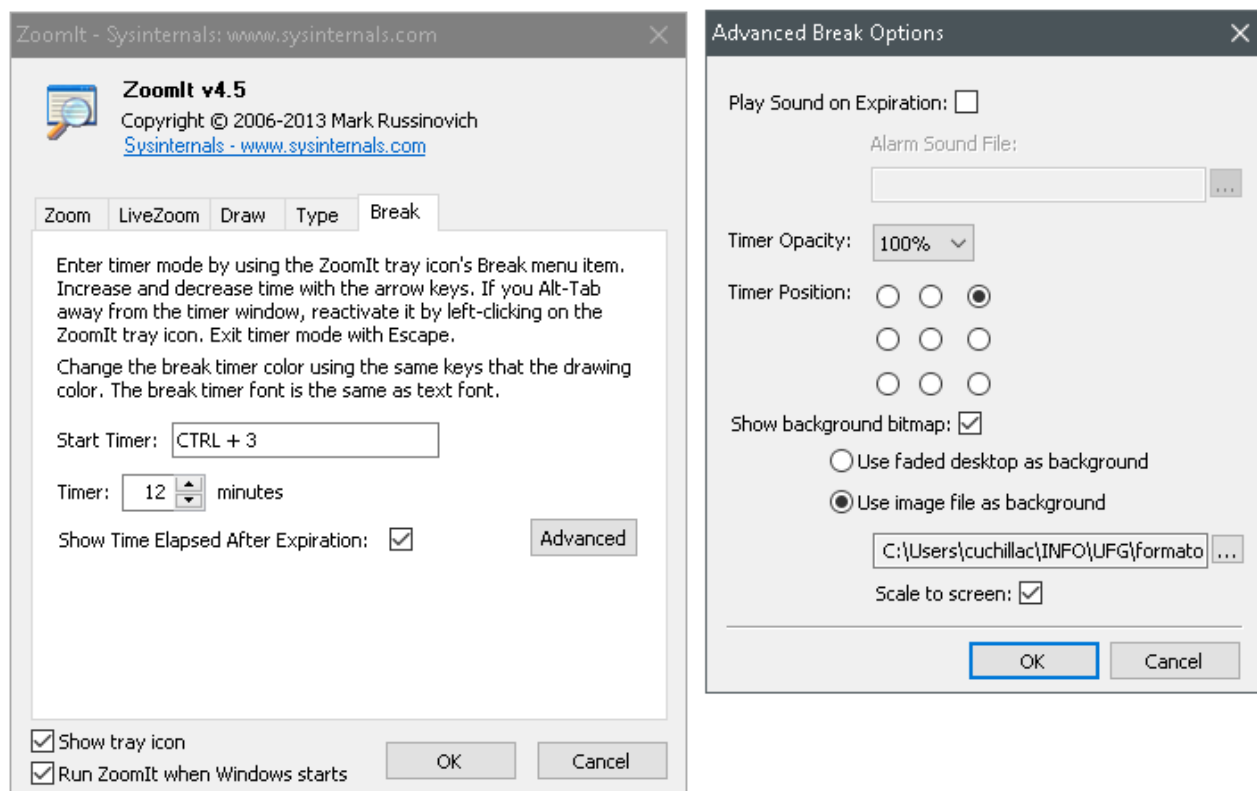 ZoomIt - Sysinternals: www.sysinternals.com
ZoomIt v4.5
Copyright © 2006-2013 Mark Russinovich
Sysinternals - www.sysinternals.com
Zoom LiveZoom Draw Type Break
Enter timer mode by using the ZoomIt tray icon's Break menu item.
Increase and decrease time with the arrow keys. If you Alt-Tab
away from the timer window, reactivate it by left-clicking on the
ZoomIt tray icon. Exit timer mode with Escape.
Change the break timer color using the same keys that the drawing
color. The break timer font is the same as text font.
Start Timer: CTRL + 3
Timer: 12 minutes
Show Time Elapsed After Expiration:
Advanced
Show tray icon
Run ZoomIt when Windows starts
OK Cancel
Advanced Break Options
Play Sound on Expiration:
Alarm Sound File:
...
Timer Opacity: 100%
Timer Position:
Show background bitmap:
Use faded desktop as background
Use image file as background
C:\Users\cuchillac\INFO\UFG\formato ...
Scale to screen:
OK Cancel